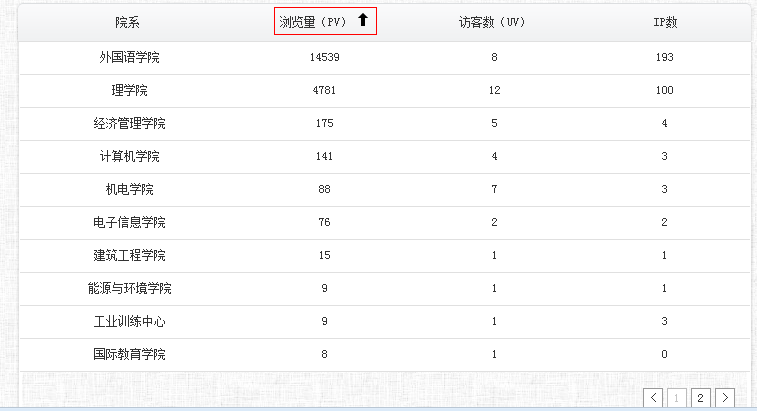 院系 浏览量（PV） 访客数（UV） IP数
外国语学院 14539 8 193
理学院 4781 12 100
经济管理学院 175 5 4
计算机学院 141 4 3
机电学院 88 7 3
电子信息学院 76 2 2
建筑工程学院 15 1 1
能源与环境学院 9 1 1
工业训练中心 9 1 3
国际教育学院 8 1 0
1 2